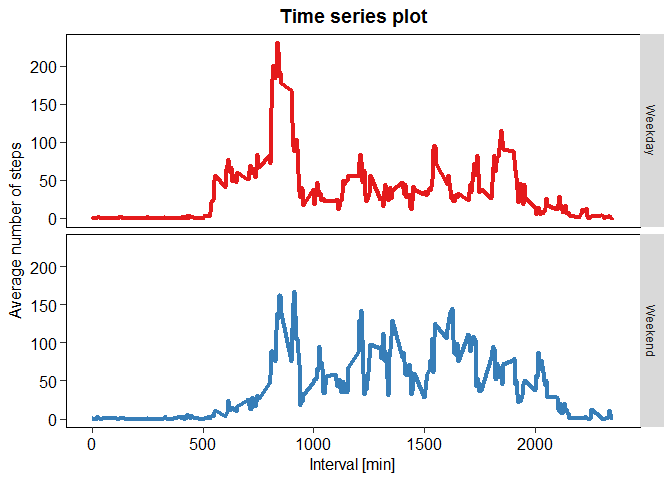 Time series plot
Average number of steps
200
150
100
50
0
Weekday
200
150
100
50
0
Weekend
0 500 1000 1500 2000
Interval [min]